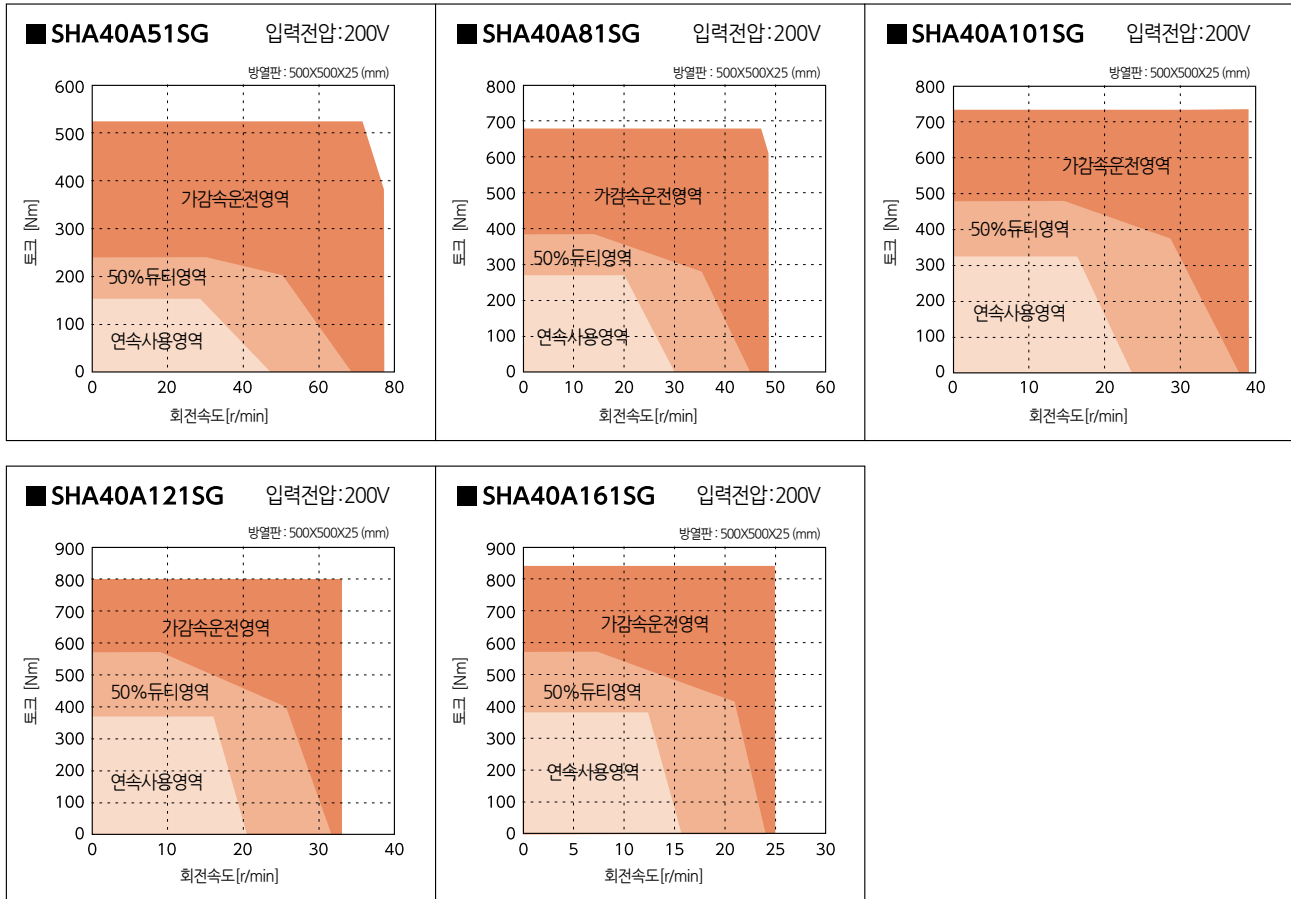 ■ SHA40A51SG 입력전압:200V
방열판 : 500X500X25 (mm)
600
500
400
300
200
100
0
토크 [Nm]
가감속운전영역
50%듀티영역
연속사용영역
0 20 40 60 80
회전속도[r/min]
■ SHA40A81SG 입력전압:200V
방열판 : 500X500X25 (mm)
800
700
600
500
400
300
200
100
0
토크 [Nm]
가감속운전영역
50%듀티영역
연속사용영역
0 10 20 30 40 50 60
회전속도[r/min]
■ SHA40A101SG 입력전압:200V
방열판 : 500X500X25 (mm)
800
700
600
500
400
300
200
100
0
토크 [Nm]
가감속운전영역
50%듀티영역
연속사용영역
0 10 20 30 40
회전속도[r/min]
■ SHA40A121SG 입력전압:200V
방열판 : 500X500X25 (mm)
900
800
700
600
500
400
300
200
100
0
토크 [Nm]
가감속운전영역
50%듀티영역
연속사용영역
0 10 20 30 40
회전속도[r/min]
■ SHA40A161SG 입력전압:200V
방열판 : 500X500X25 (mm)
900
800
700
600
500
400
300
200
100
0
토크 [Nm]
가감속운전영역
50%듀티영역
연속사용영역
0 5 10 15 20 25 30
회전속도[r/min]